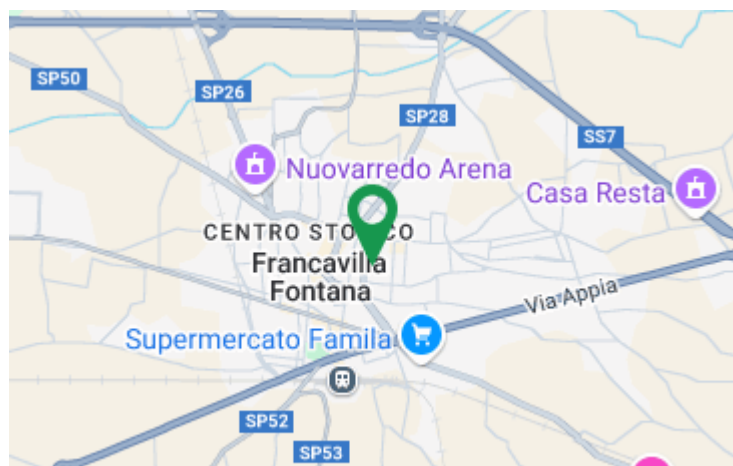 SP50
SP26
SP28
SS7
Nuovarredo Arena
Casa Resta
CENTRO STO CO
Francavilla
Fontana
Via Appia
Supermercato Famila
SP52
SP53